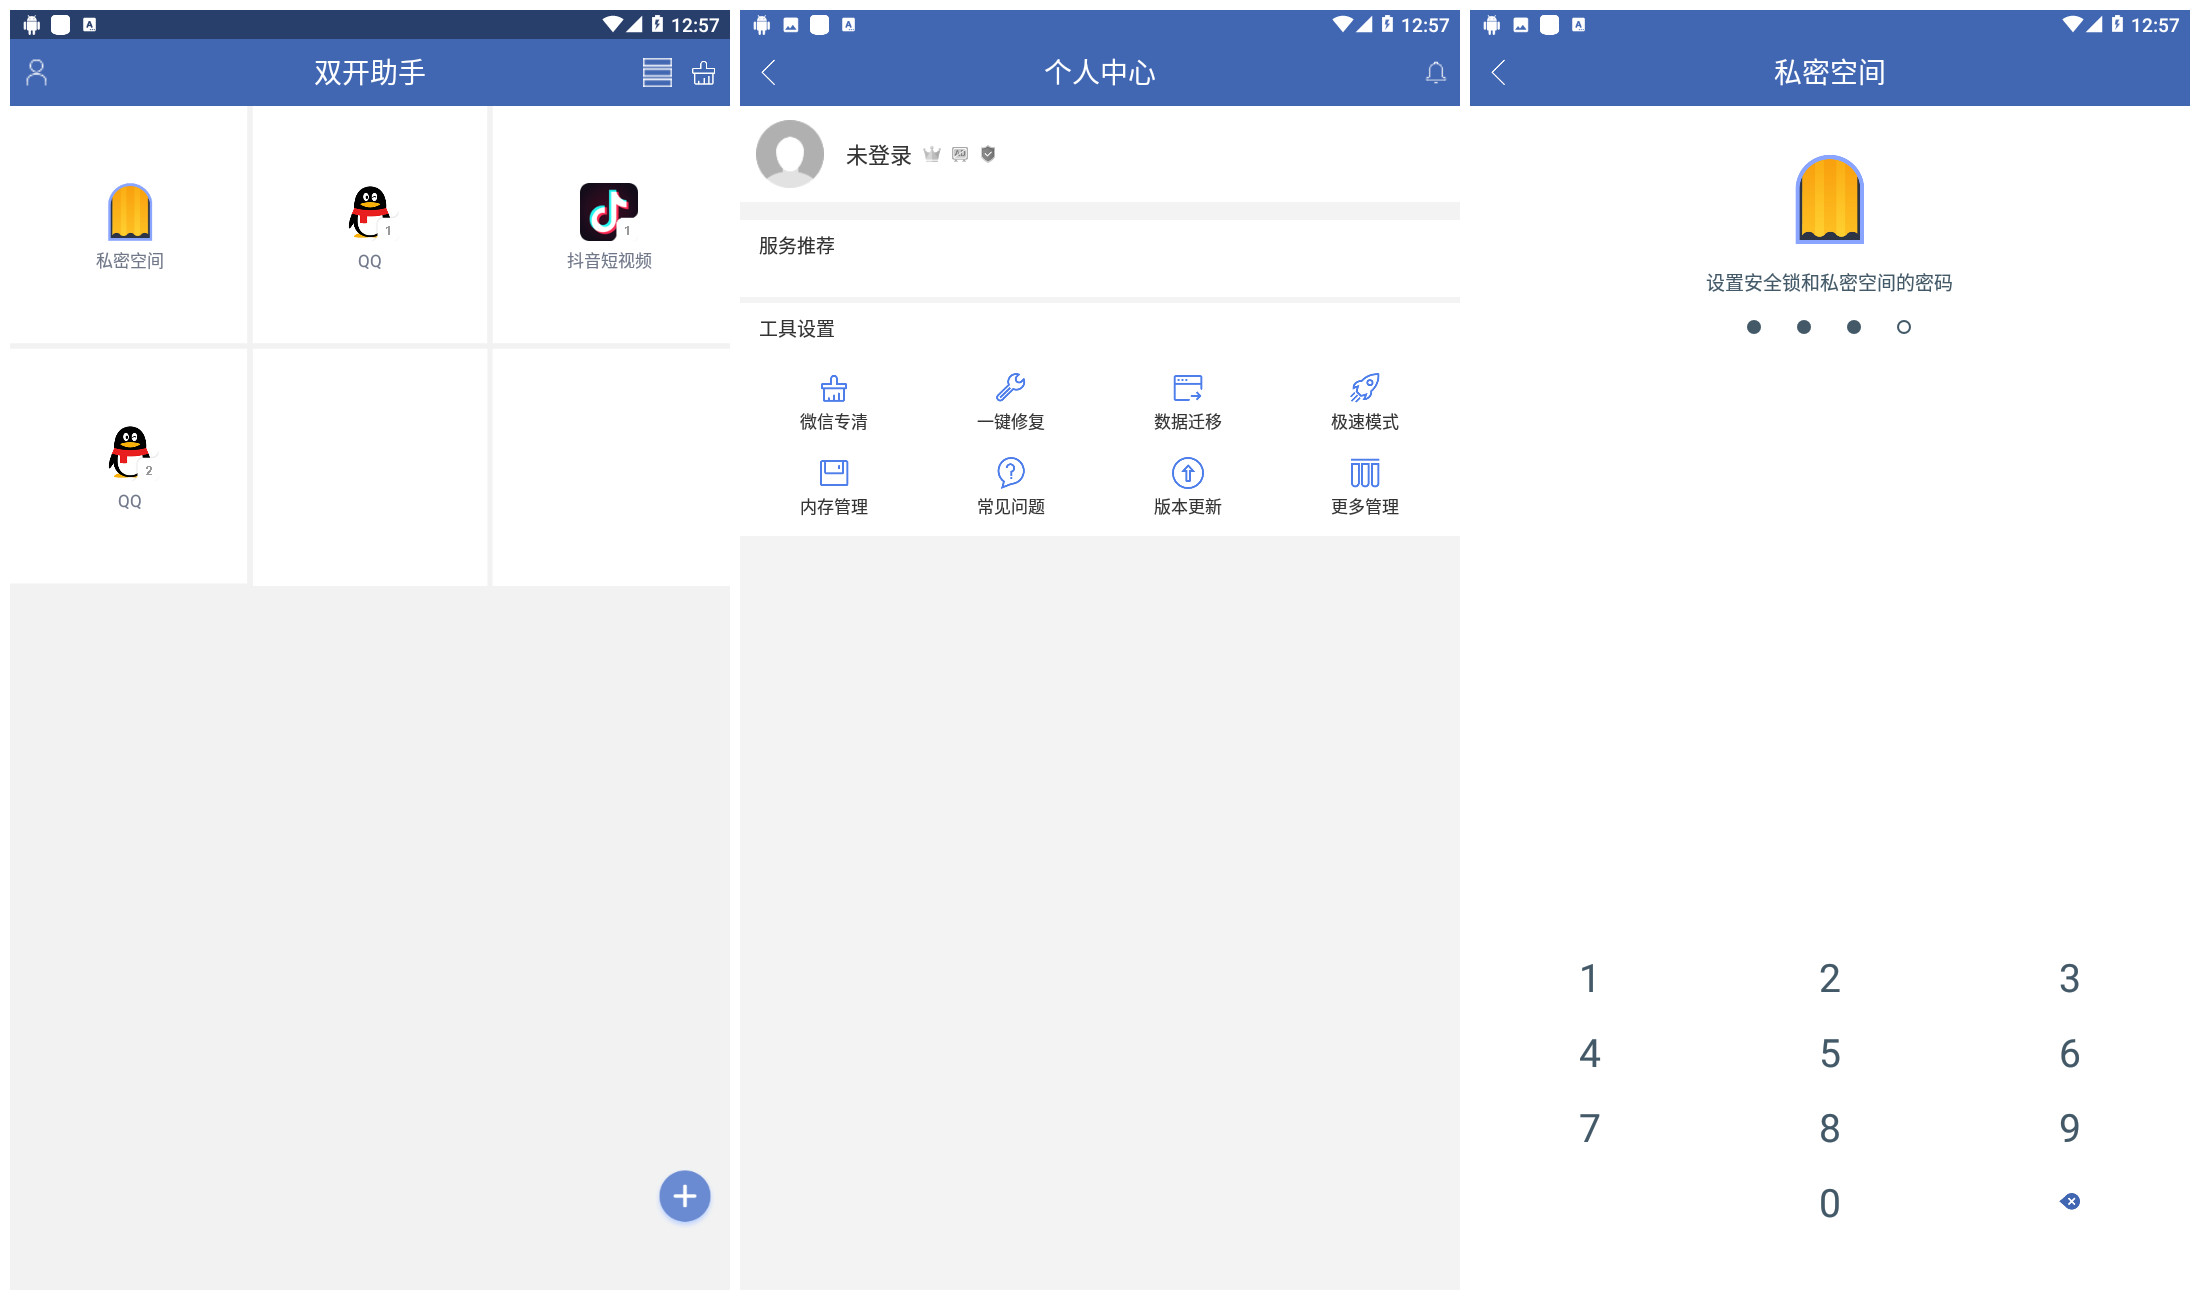 12:57
双开助手
私密空间
1
QQ
1
抖音短视频
2
QQ
12:57
个人中心
未登录
服务推荐
工具设置
微信专清 一键修复 数据迁移 极速模式
内存管理 常见问题 版本更新 更多管理
12:57
私密空间
设置安全锁和私密空间的密码
1 2 3
4 5 6
7 8 9
0